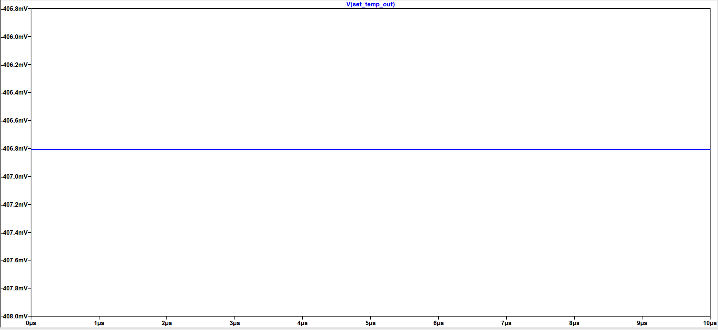 V(set_temp_out)
-405.8mV
-406.0mV
-406.2mV
-406.4mV
-406.6mV
-406.8mV
-407.0mV
-407.2mV
-407.4mV
-407.6mV
-407.8mV
-408.0mV
0µs 1µs 2µs 3µs 4µs 5µs 6µs 7µs 8µs 9µs 10µs